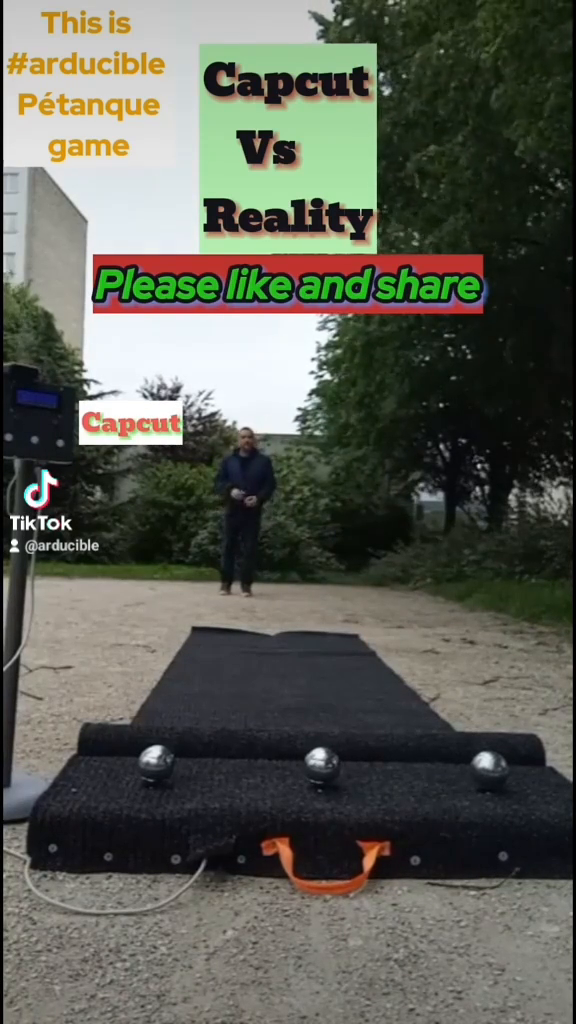 This is
#arducible
Pétanque
game
Capcut
Vs
Reality
Please like and share
Capcut
TikTok
@arducible